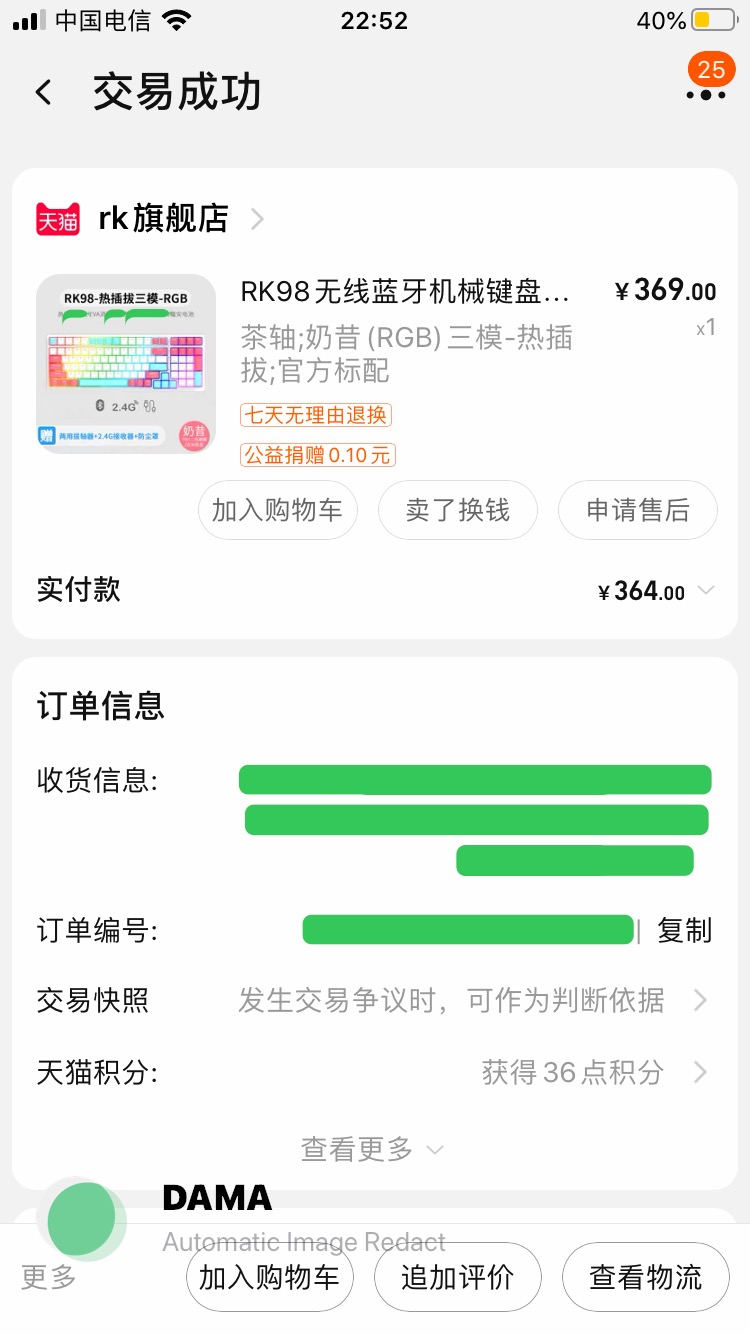 中国电信
22:52
40%
交易成功
25
天猫
rk旗舰店
RK98-热插拔三模-RGB
2.4G
赠
两用拔轴器+2.4G接收器+防尘罩
奶昔
RK98无线蓝牙机械键盘...
¥369.00
茶轴;奶昔(RGB)三模-热插
拔;官方标配
x1
七天无理由退换
公益捐赠0.10元
加入购物车
卖了换钱
申请售后
实付款
¥364.00
订单信息
收货信息:
订单编号:
| 复制
交易快照
发生交易争议时，可作为判断依据
天猫积分:
获得36点积分
查看更多
DAMA
Automatic Image Redact
更多
加入购物车
追加评价
查看物流